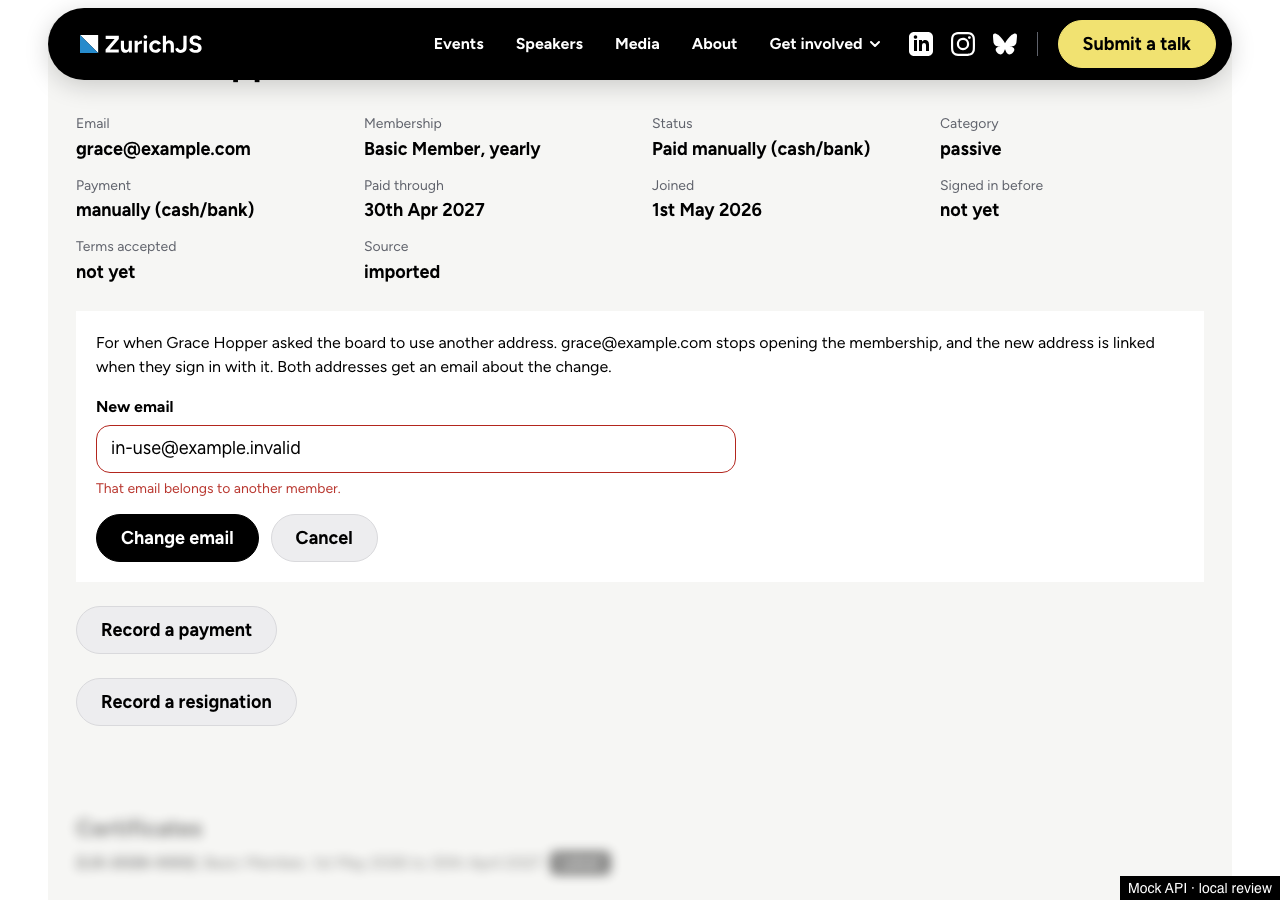 ZurichJS Events Speakers Media About Get involved Submit a talk
Email Membership Status Category
grace@example.com Basic Member, yearly Paid manually (cash/bank) passive
Payment Paid through Joined Signed in before
manually (cash/bank) 30th Apr 2027 1st May 2026 not yet
Terms accepted Source
not yet imported
For when Grace Hopper asked the board to use another address. grace@example.com stops opening the membership, and the new address is linked
when they sign in with it. Both addresses get an email about the change.
New email
in-use@example.invalid
That email belongs to another member.
Change email Cancel
Record a payment
Record a resignation
Certificates
Mock API · local review